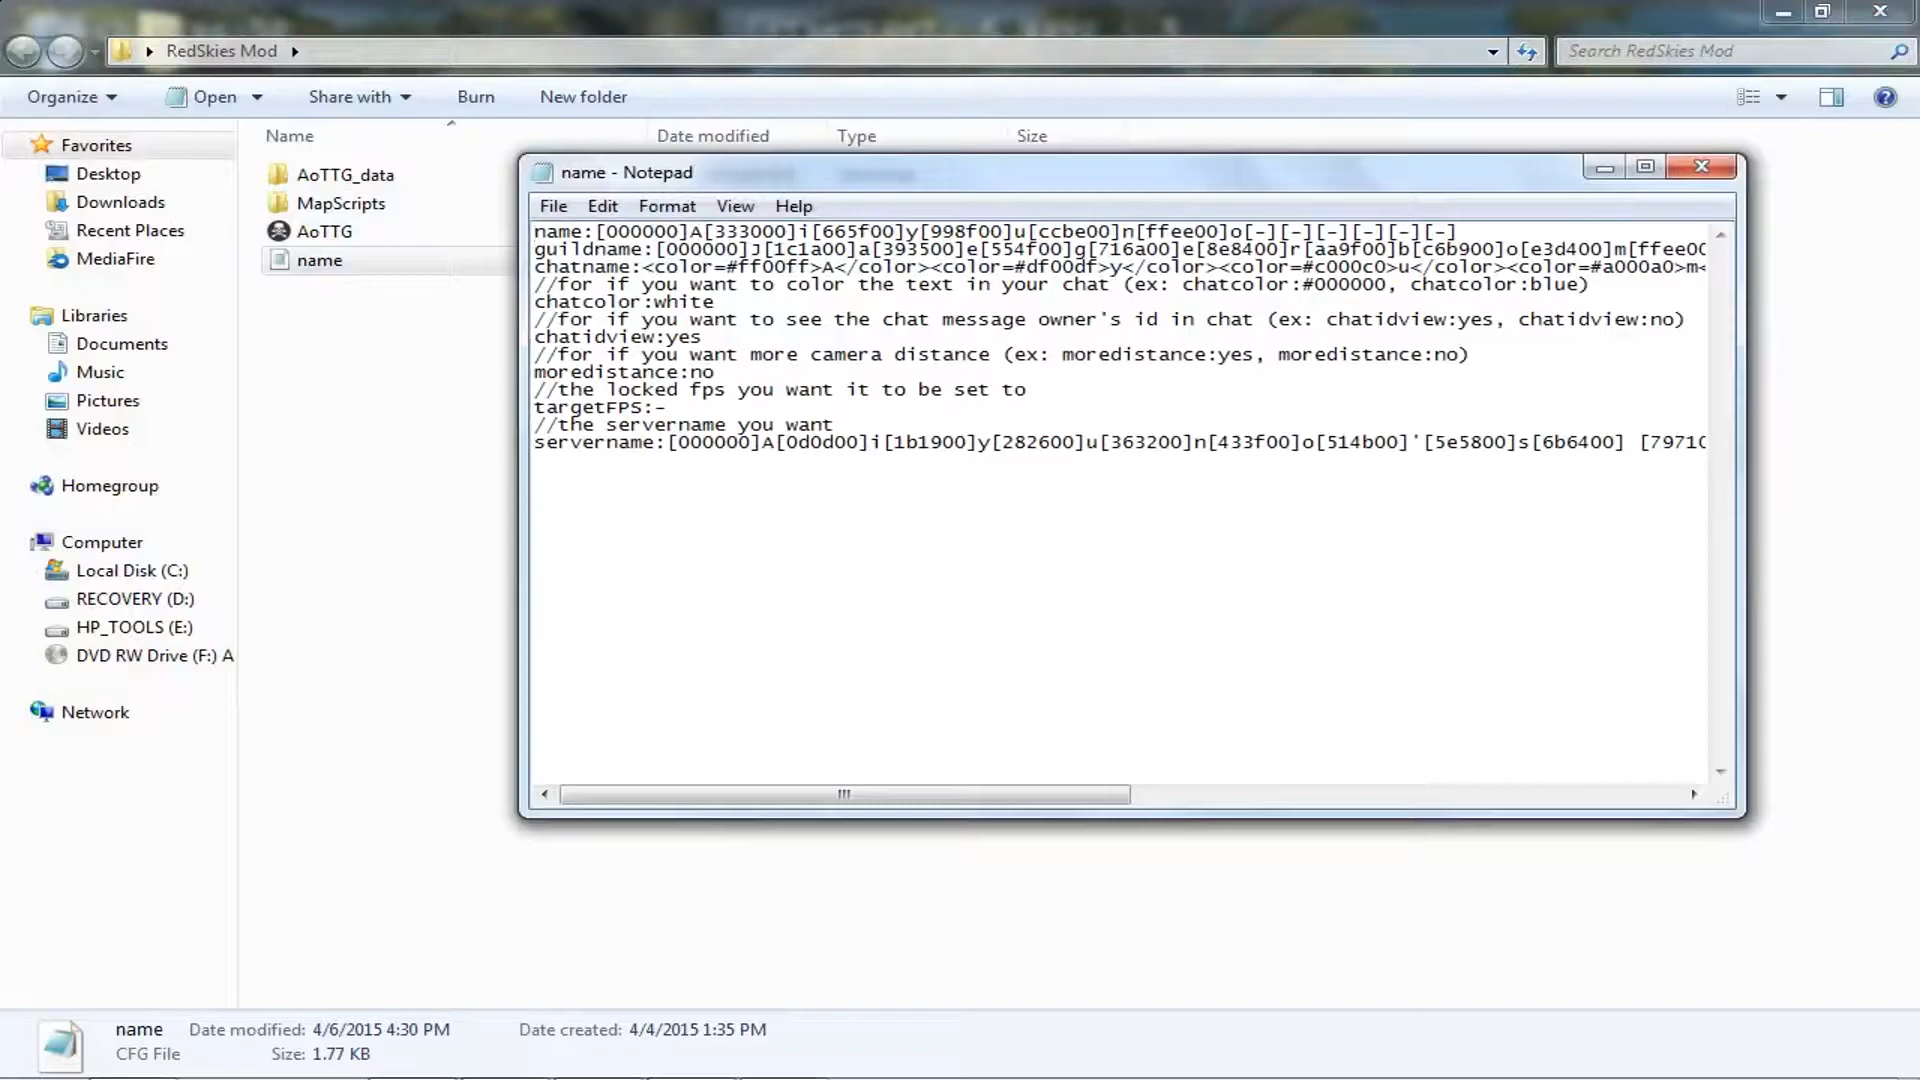 RedSkies Mod
Search RedSkies Mod
Organize Open Share with Burn New folder
Name Date modified Type Size
Favorites
Desktop
Downloads
Recent Places
MediaFire
Libraries
Documents
Music
Pictures
Videos
Homegroup
Computer
Local Disk (C:)
RECOVERY (D:)
HP_TOOLS (E:)
DVD RW Drive (F:) A
Network
AoTTG_data
MapScripts
AoTTG
name
name - Notepad
File Edit Format View Help
name:[000000]A[333000]i[665f00]y[998f00]u[ccbe00]n[ffee00]o[-][-][-][-][-][-]
guildname:[000000]J[1c1a00]a[393500]e[554f00]g[716a00]e[8e8400]r[aa9f00]b[c6b900]o[e3d400]m[ffee00
chatname:<color=#ff00ff>A</color><color=#df00df>y</color><color=#c000c0>u</color><color=#a000a0>m<
//for if you want to color the text in your chat (ex: chatcolor:#000000, chatcolor:blue)
chatcolor:white
//for if you want to see the chat message owner's id in chat (ex: chatidview:yes, chatidview:no)
chatidview:yes
//for if you want more camera distance (ex: moredistance:yes, moredistance:no)
moredistance:no
//the locked fps you want it to be set to
targetFPS:-
//the servername you want
servername:[000000]A[0d0d00]i[1b1900]y[282600]u[363200]n[433f00]o[514b00]'[5e5800]s[6b6400] [79710
name Date modified: 4/6/2015 4:30 PM Date created: 4/4/2015 1:35 PM
CFG File Size: 1.77 KB